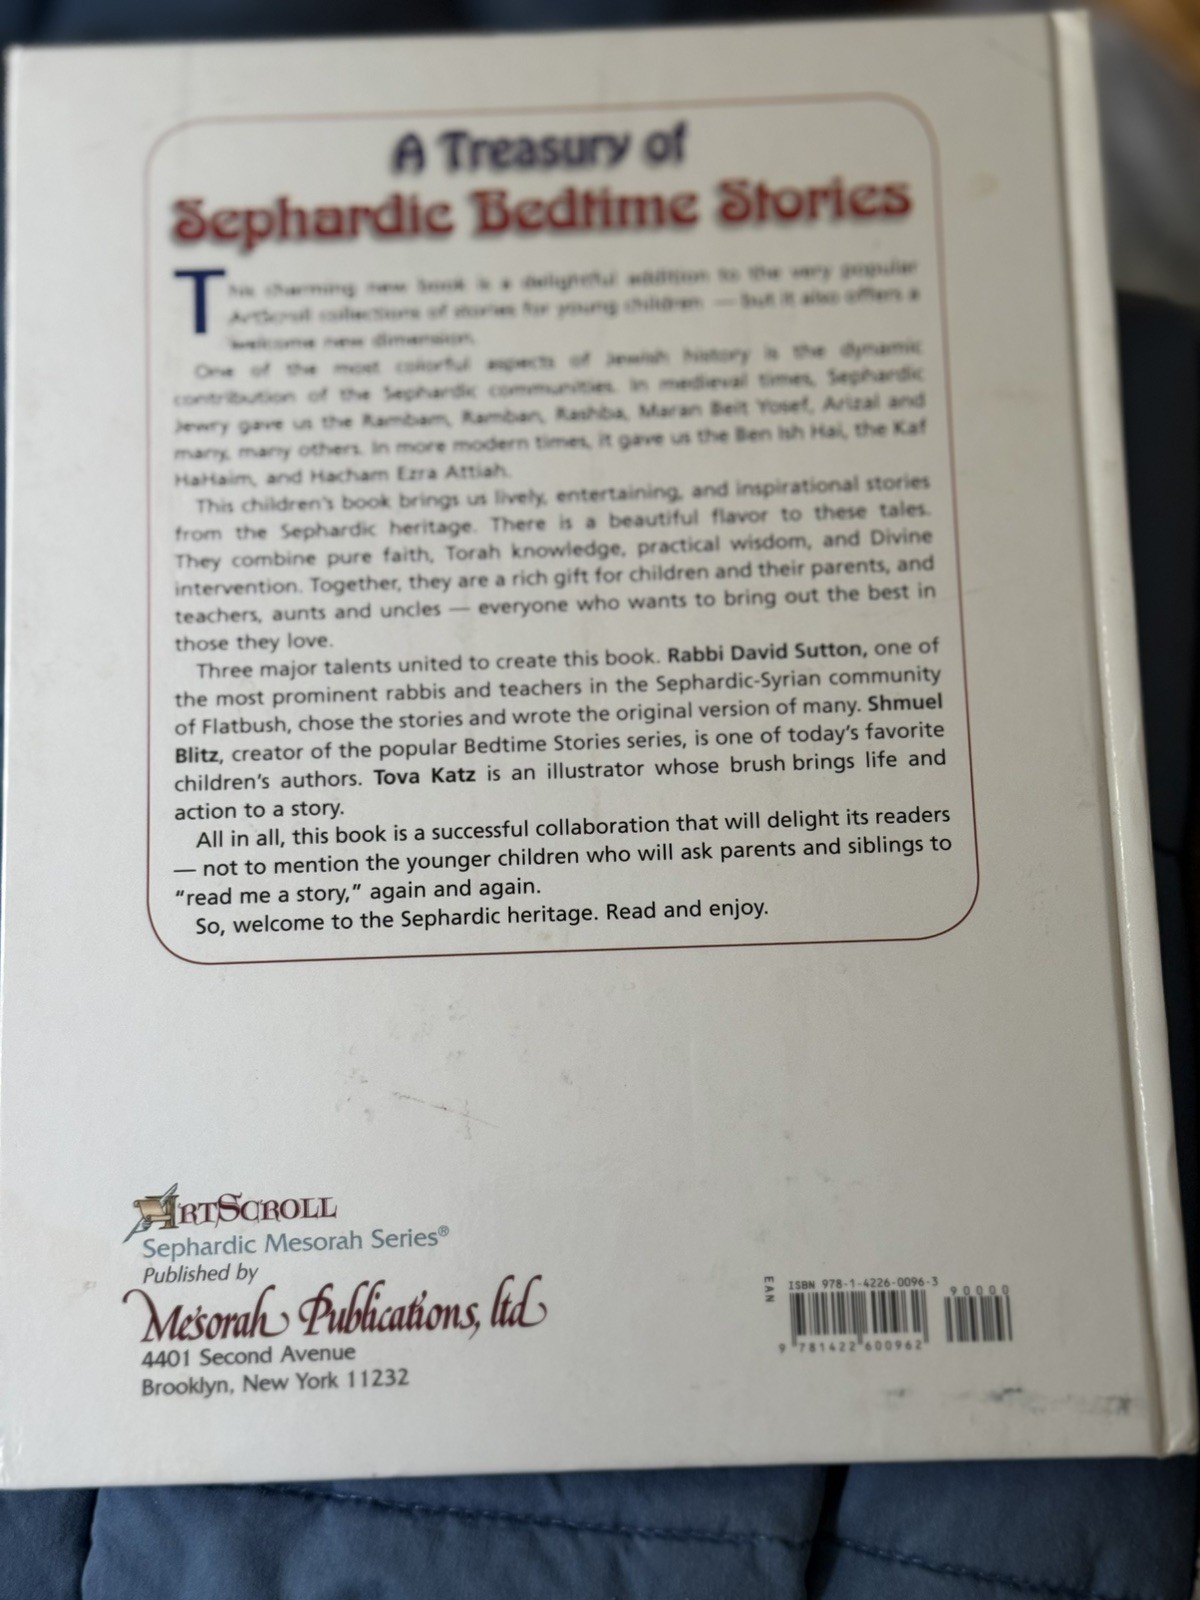 A Treasury of
Sephardic Bedtime Stories
This charming new book is a delightful addition to the very popular
ArtScroll collections of stories for young children — but it also offers a
welcome new dimension.
One of the most colorful aspects of Jewish history is the dynamic
contribution of the Sephardic communities. In medieval times, Sephardic
Jewry gave us the Rambam, Ramban, Rashba, Maran Beit Yosef, Arizal and
many, many others. In more modern times, it gave us the Ben Ish Hai, the Kaf
HaHaim, and Hacham Ezra Attiah.
This children's book brings us lively, entertaining, and inspirational stories
from the Sephardic heritage. There is a beautiful flavor to these tales.
They combine pure faith, Torah knowledge, practical wisdom, and Divine
intervention. Together, they are a rich gift for children and their parents, and
teachers, aunts and uncles — everyone who wants to bring out the best in
those they love.
Three major talents united to create this book. Rabbi David Sutton, one of
the most prominent rabbis and teachers in the Sephardic-Syrian community
of Flatbush, chose the stories and wrote the original version of many. Shmuel
Blitz, creator of the popular Bedtime Stories series, is one of today's favorite
children's authors. Tova Katz is an illustrator whose brush brings life and
action to a story.
All in all, this book is a successful collaboration that will delight its readers
— not to mention the younger children who will ask parents and siblings to
"read me a story," again and again.
So, welcome to the Sephardic heritage. Read and enjoy.
ARTSCROLL
Sephardic Mesorah Series®
Published by
Mesorah Publications, ltd
4401 Second Avenue
Brooklyn, New York 11232
EAN
ISBN 978-1-4226-0096-3
90000
9 781422 600962